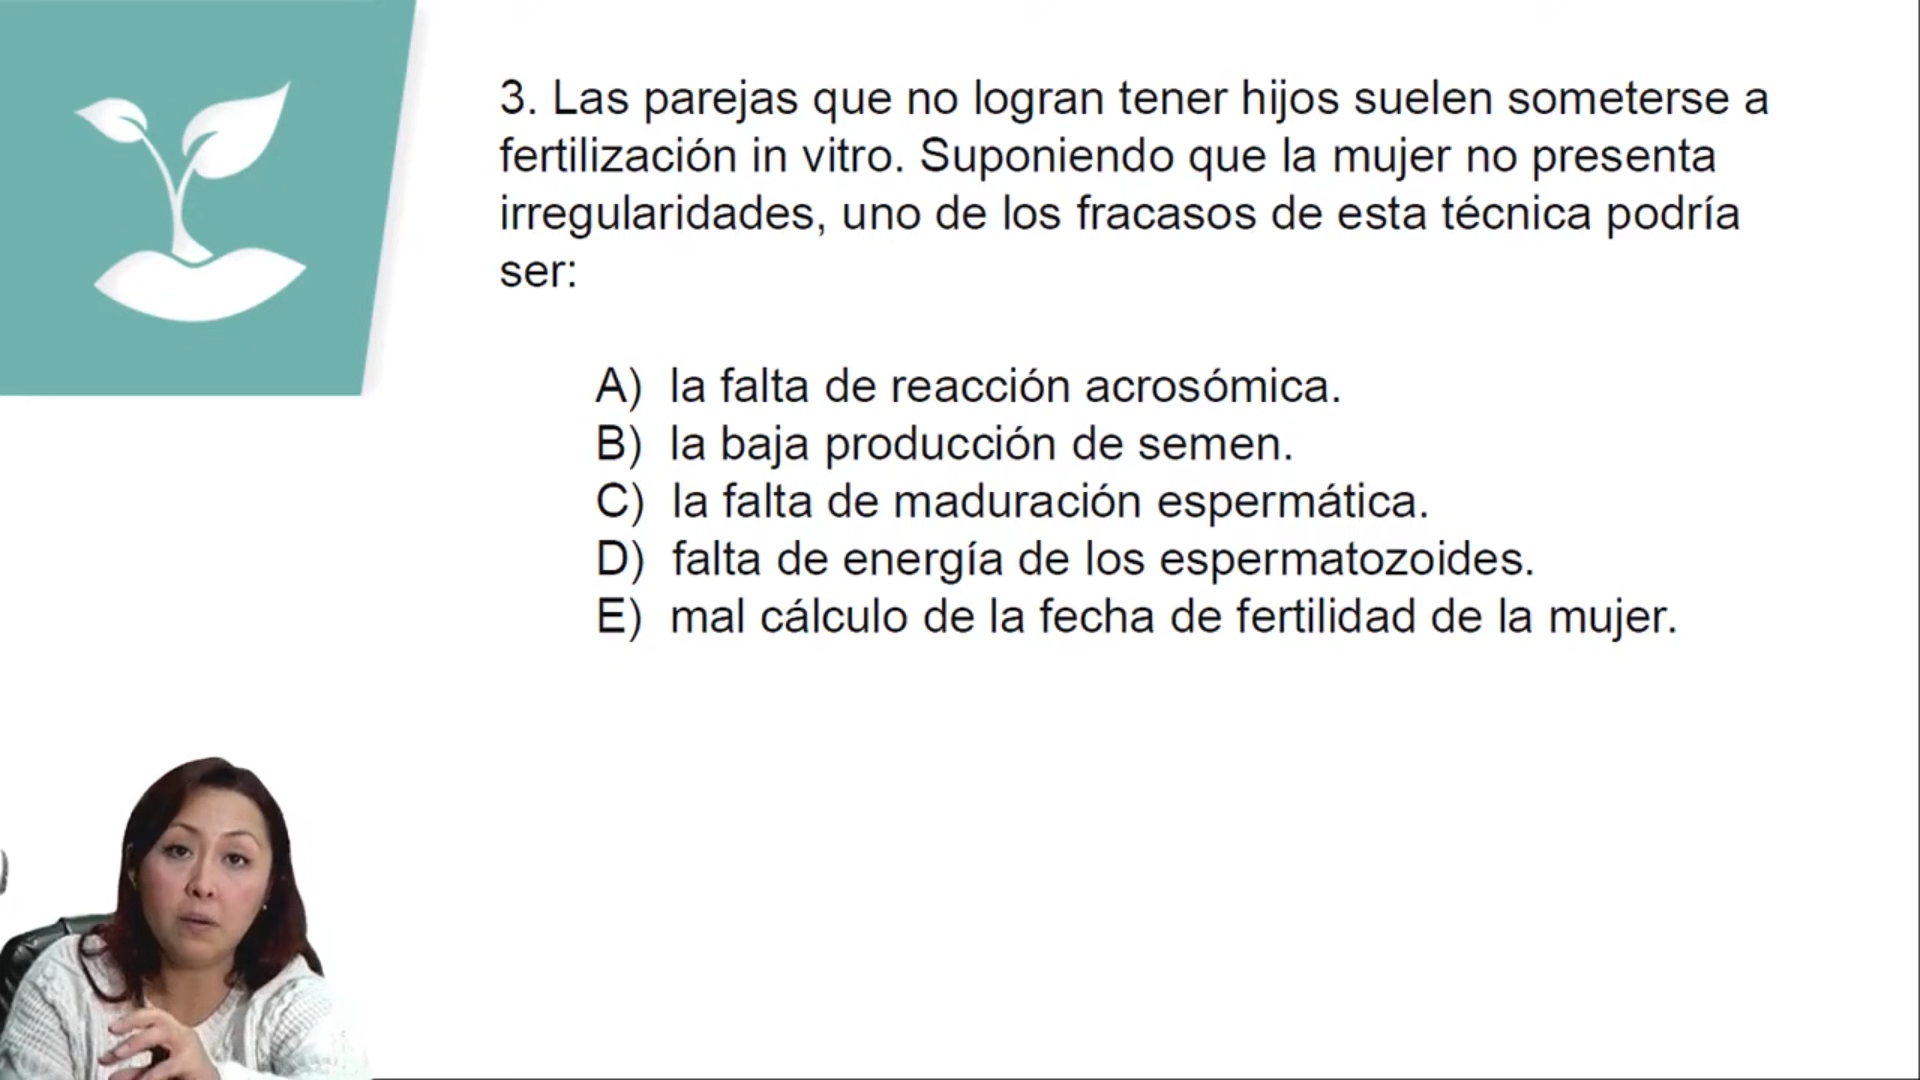 3. Las parejas que no logran tener hijos suelen someterse a
fertilización in vitro. Suponiendo que la mujer no presenta
irregularidades, uno de los fracasos de esta técnica podría
ser:
A) la falta de reacción acrosómica.
B) la baja producción de semen.
C) la falta de maduración espermática.
D) falta de energía de los espermatozoides.
E) mal cálculo de la fecha de fertilidad de la mujer.